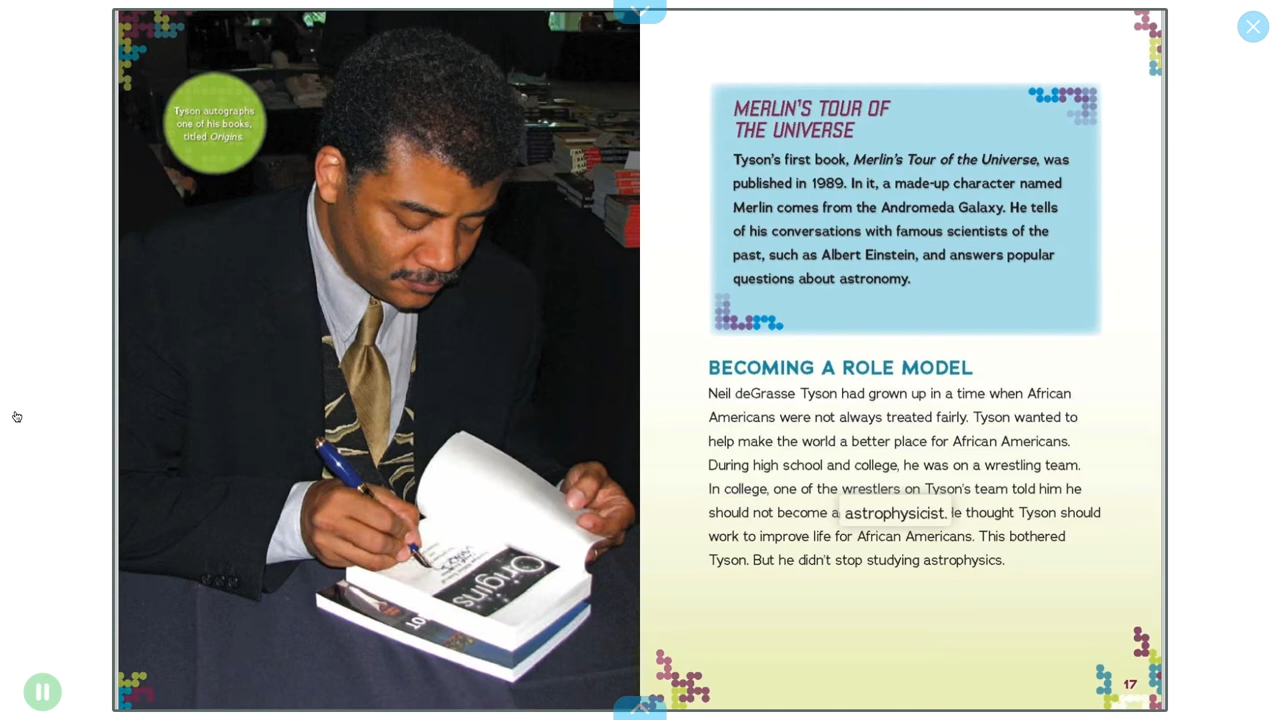 Tyson autographs
one of his books,
titled Origins.
Origins
MERLIN'S TOUR OF
THE UNIVERSE
Tyson's first book, Merlin's Tour of the Universe, was
published in 1989. In it, a made-up character named
Merlin comes from the Andromeda Galaxy. He tells
of his conversations with famous scientists of the
past, such as Albert Einstein, and answers popular
questions about astronomy.
BECOMING A ROLE MODEL
Neil deGrasse Tyson had grown up in a time when African
Americans were not always treated fairly. Tyson wanted to
help make the world a better place for African Americans.
During high school and college, he was on a wrestling team.
In college, one of the wrestlers on Tyson's team told him he
should not become a astrophysicist. le thought Tyson should
work to improve life for African Americans. This bothered
Tyson. But he didn't stop studying astrophysics.
17